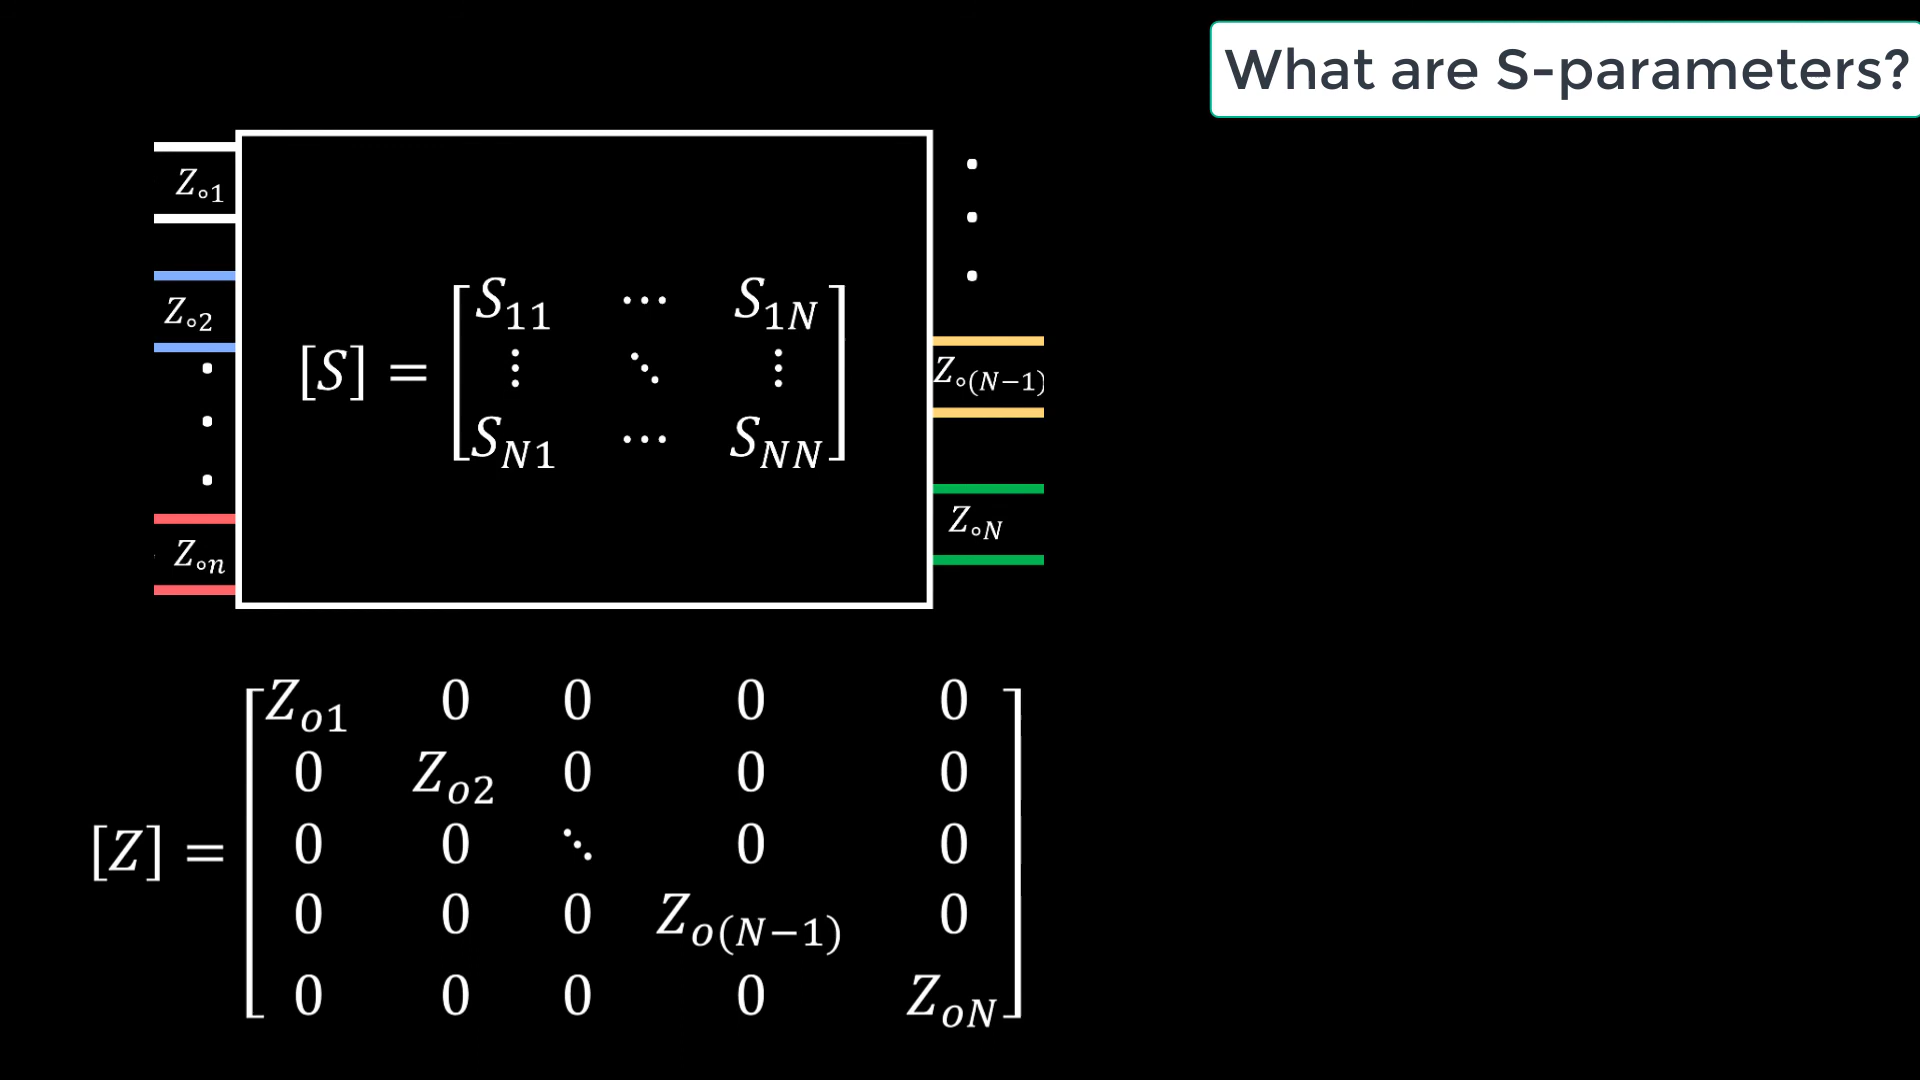 What are S-parameters?
Z∘1
Z∘2
Z∘n
[S] =
S11 ⋯ S1N
⋮ ⋱ ⋮
SN1 ⋯ SNN
Z∘(N−1)
Z∘N
[Z] =
Zo1 0 0 0 0
0 Zo2 0 0 0
0 0 ⋱ 0 0
0 0 0 Zo(N−1) 0
0 0 0 0 ZoN